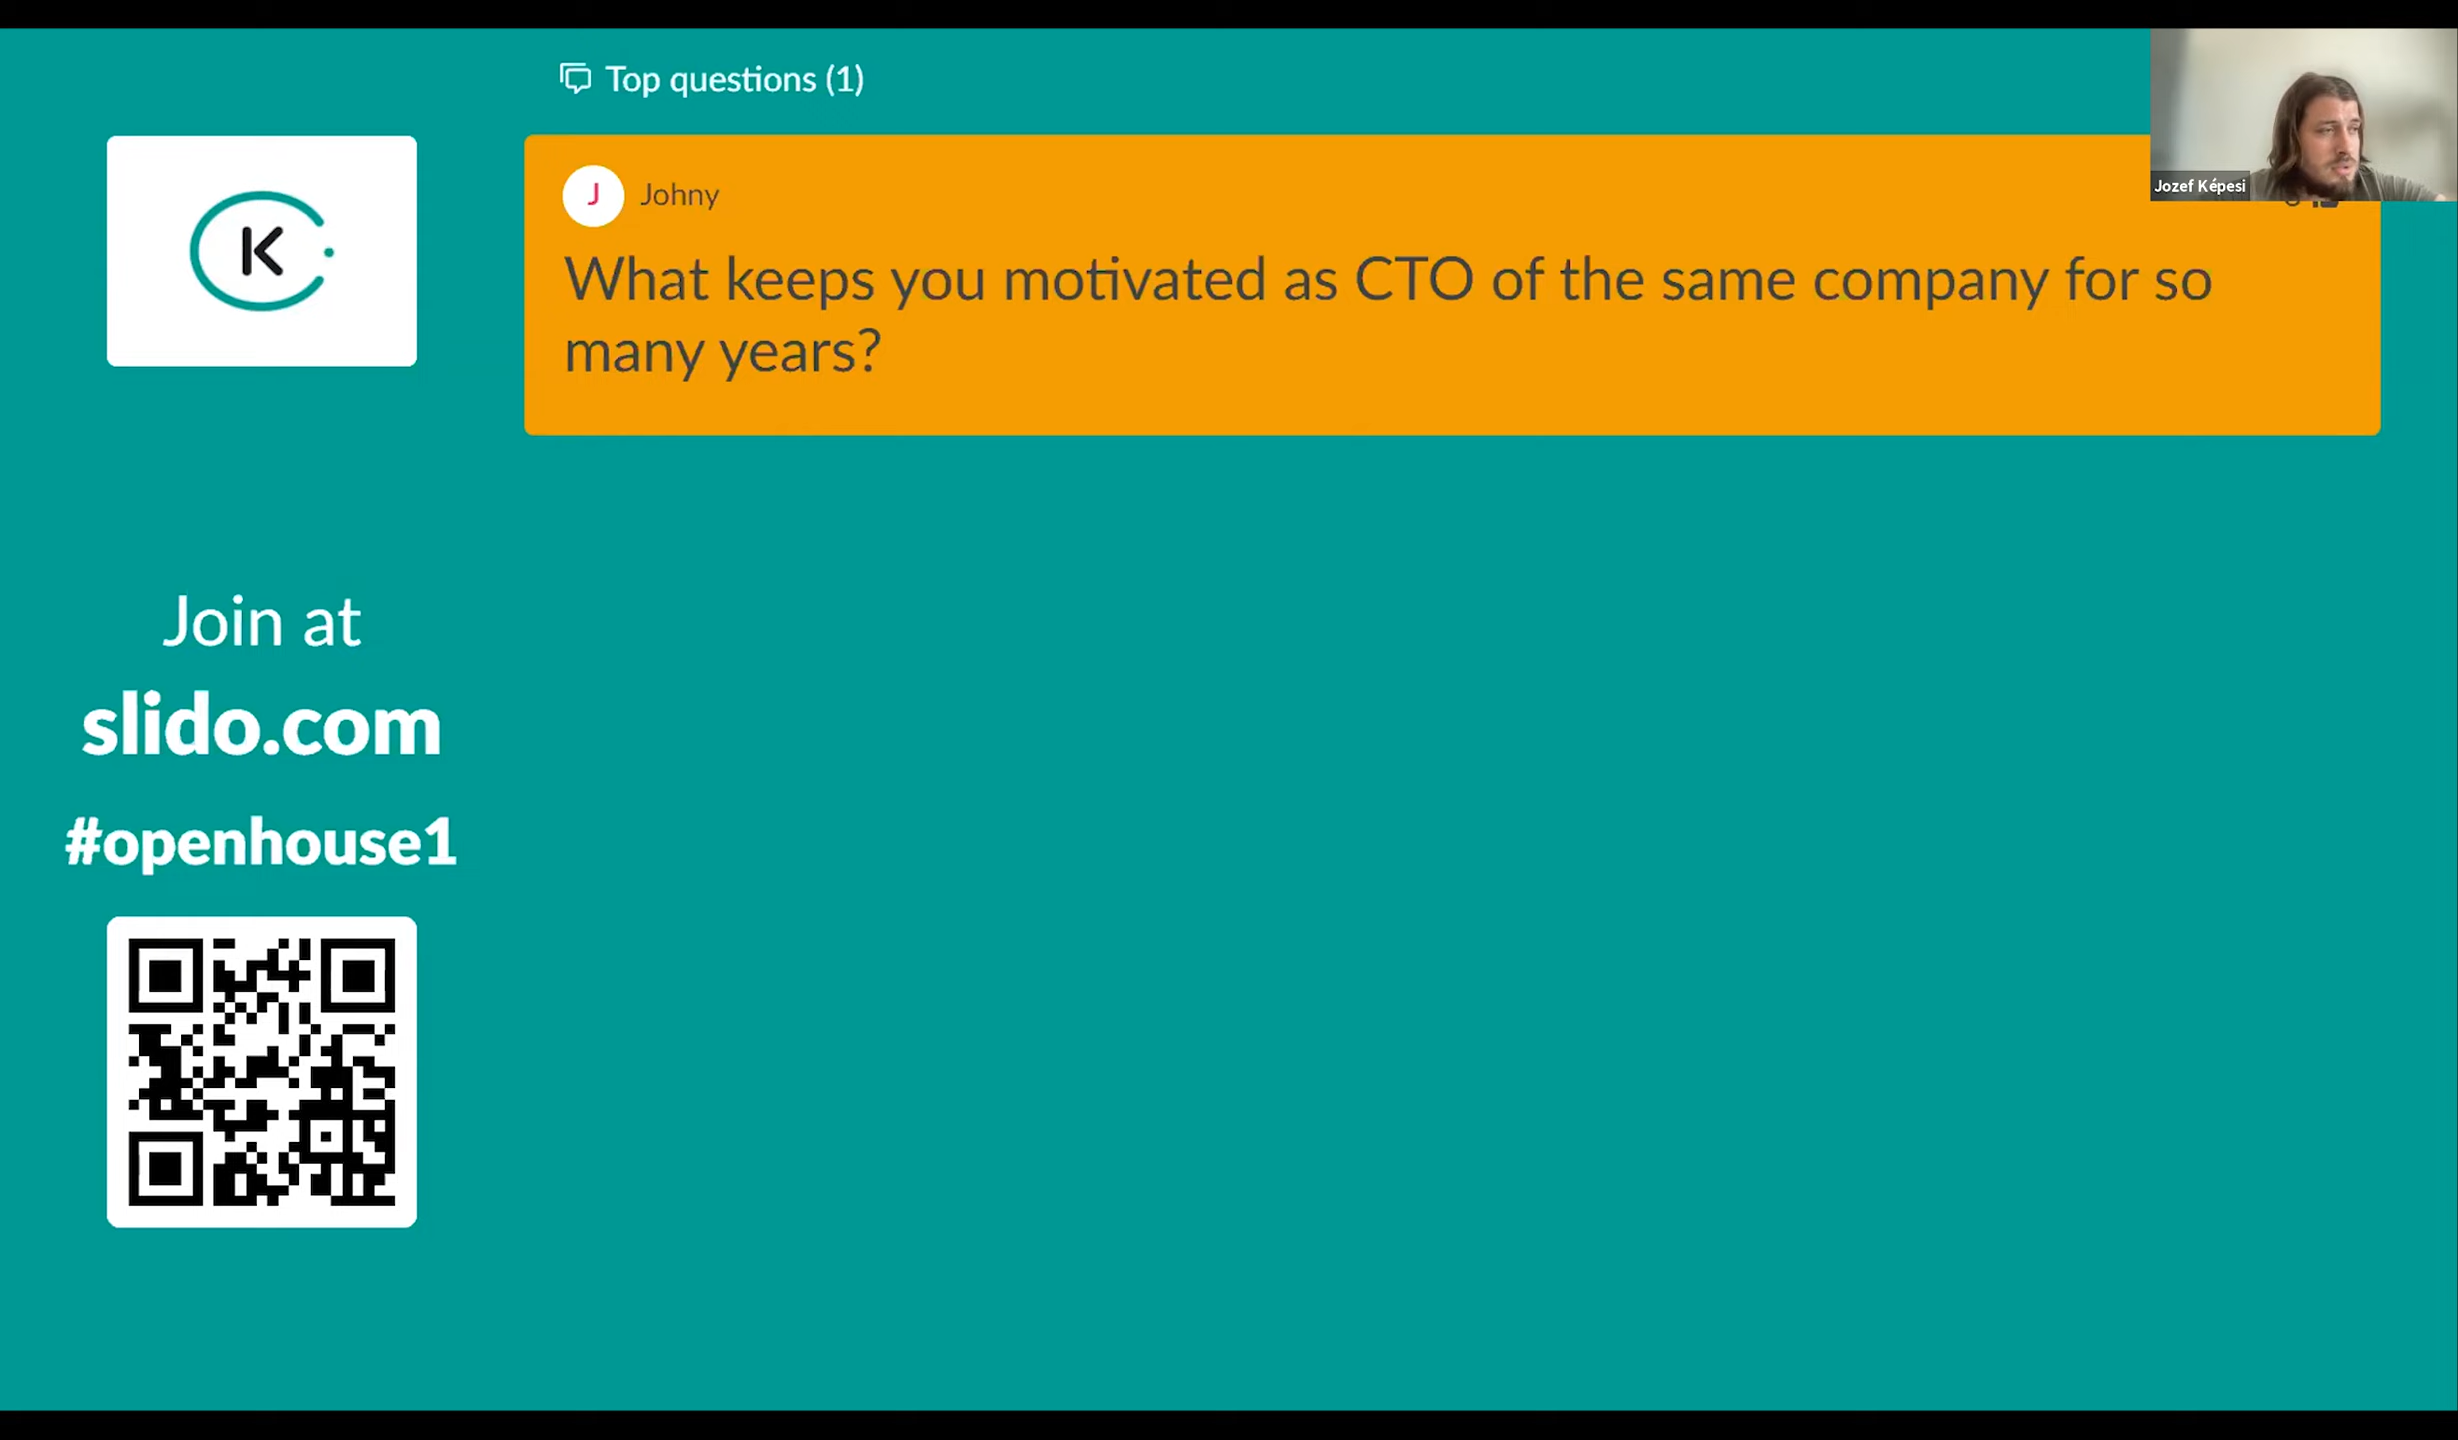 Top questions (1)
J
Johny
What keeps you motivated as CTO of the same company for so
many years?
Jozef Képesi
K
Join at
slido.com
#openhouse1